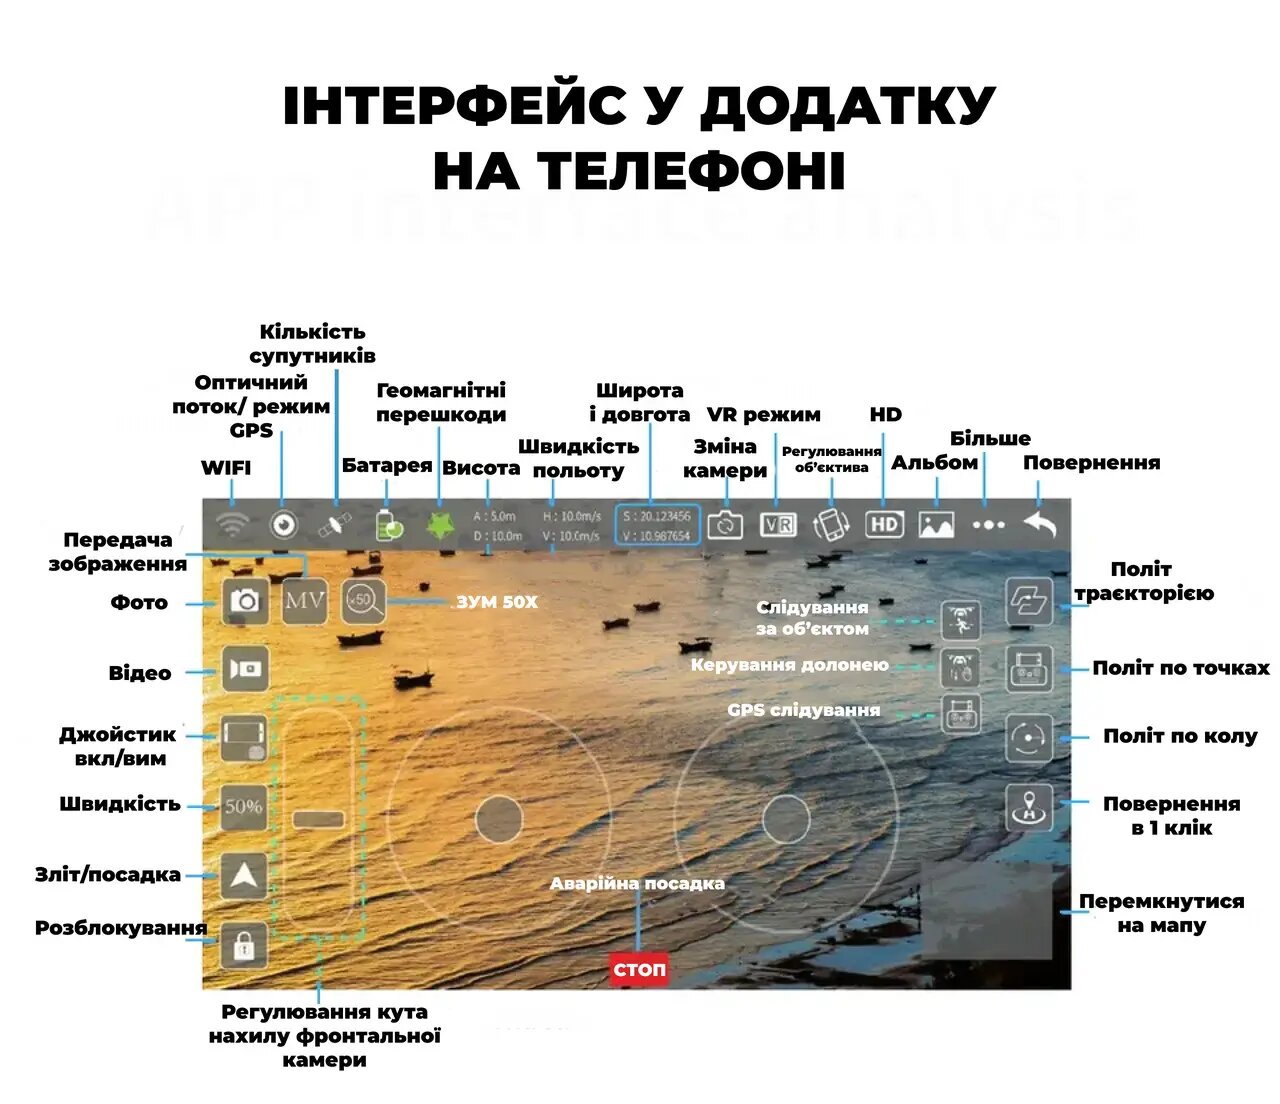 ІНТЕРФЕЙС У ДОДАТКУ
НА ТЕЛЕФОНІ
APP interface analysis
Кількість
супутників
Оптичний
поток/ режим
GPS
WIFI
Геомагнітні
перешкоди
Батарея
Висота
Швидкість
польоту
Широта
і довгота
Зміна
камери
VR режим
Регулювання
об’єктива
HD
Альбом
Більше
Повернення
A : 5.0m
D : 10.0m
H : 10.0m/s
V : 10.0m/s
S : 20.123456
V : 10.987654
VR
HD
Передача
зображення
Фото
MV
x50
ЗУМ 50X
Відео
Джойстик
вкл/вим
Швидкість
50%
Зліт/посадка
Розблокування
Слідування
за об’єктом
Керування долонею
GPS слідування
Політ
траєкторією
Політ по точках
Політ по колу
Повернення
в 1 клік
H
Перемкнутися
на мапу
Аварійна посадка
СТОП
Регулювання кута
нахилу фронтальної
камери